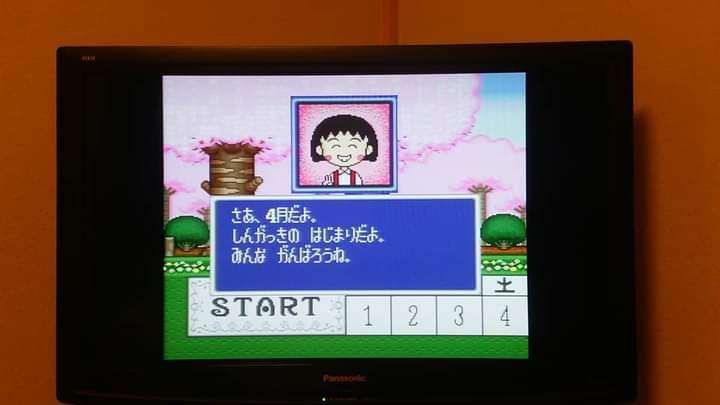 さあ、4月だよ。
しんがっきの はじまりだよ。
みんな がんばろうね。
土
START 1 2 3 4
Panasonic